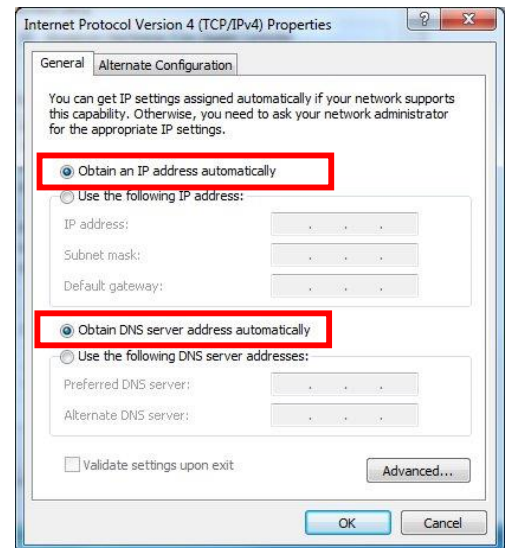 Internet Protocol Version 4 (TCP/IPv4) Properties
General
Alternate Configuration
You can get IP settings assigned automatically if your network supports
this capability. Otherwise, you need to ask your network administrator
for the appropriate IP settings.
Obtain an IP address automatically
Use the following IP address:
IP address:
Subnet mask:
Default gateway:
Obtain DNS server address automatically
Use the following DNS server addresses:
Preferred DNS server:
Alternate DNS server:
Validate settings upon exit
Advanced...
OK
Cancel